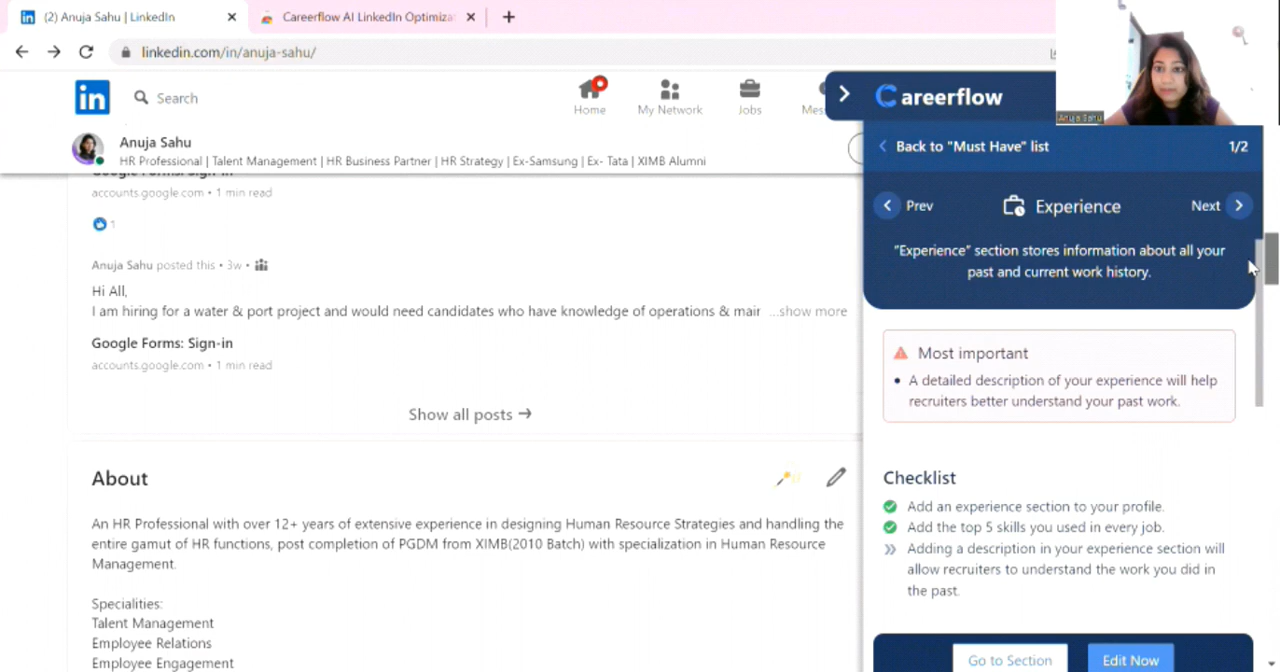 (2) Anuja Sahu | LinkedIn
Careerflow AI LinkedIn Optimiza
linkedin.com/in/anuja-sahu/
in
Search
Home
My Network
Jobs
Mes
Careerflow
Anuja Sahu
Anuja Sahu
HR Professional | Talent Management | HR Business Partner | HR Strategy | Ex-Samsung | Ex- Tata | XIMB Alumni
Google Forms: Sign-in
accounts.google.com • 1 min read
1
Anuja Sahu posted this • 3w •
Hi All,
I am hiring for a water & port project and would need candidates who have knowledge of operations & mair ...show more
Google Forms: Sign-in
accounts.google.com • 1 min read
Show all posts →
About
An HR Professional with over 12+ years of extensive experience in designing Human Resource Strategies and handling the
entire gamut of HR functions, post completion of PGDM from XIMB(2010 Batch) with specialization in Human Resource
Management.
Specialities:
Talent Management
Employee Relations
Employee Engagement
Back to "Must Have" list 1/2
Prev Experience Next
"Experience" section stores information about all your
past and current work history.
Most important
• A detailed description of your experience will help
recruiters better understand your past work.
Checklist
Add an experience section to your profile.
Add the top 5 skills you used in every job.
Adding a description in your experience section will
allow recruiters to understand the work you did in
the past.
Go to Section Edit Now